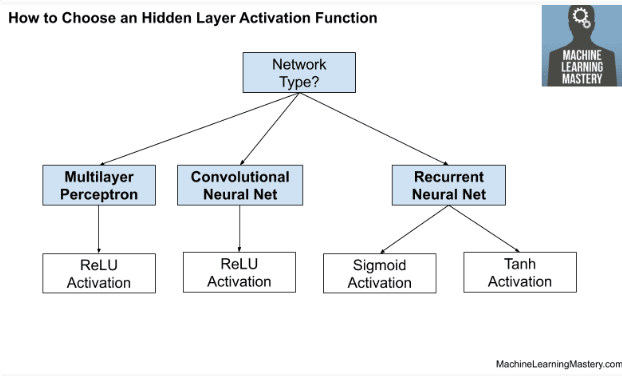 How to Choose an Hidden Layer Activation Function
MACHINE
LEARNING
MASTERY
Network
Type?
Multilayer
Perceptron
Convolutional
Neural Net
Recurrent
Neural Net
ReLU
Activation
ReLU
Activation
Sigmoid
Activation
Tanh
Activation
MachineLearningMastery.com